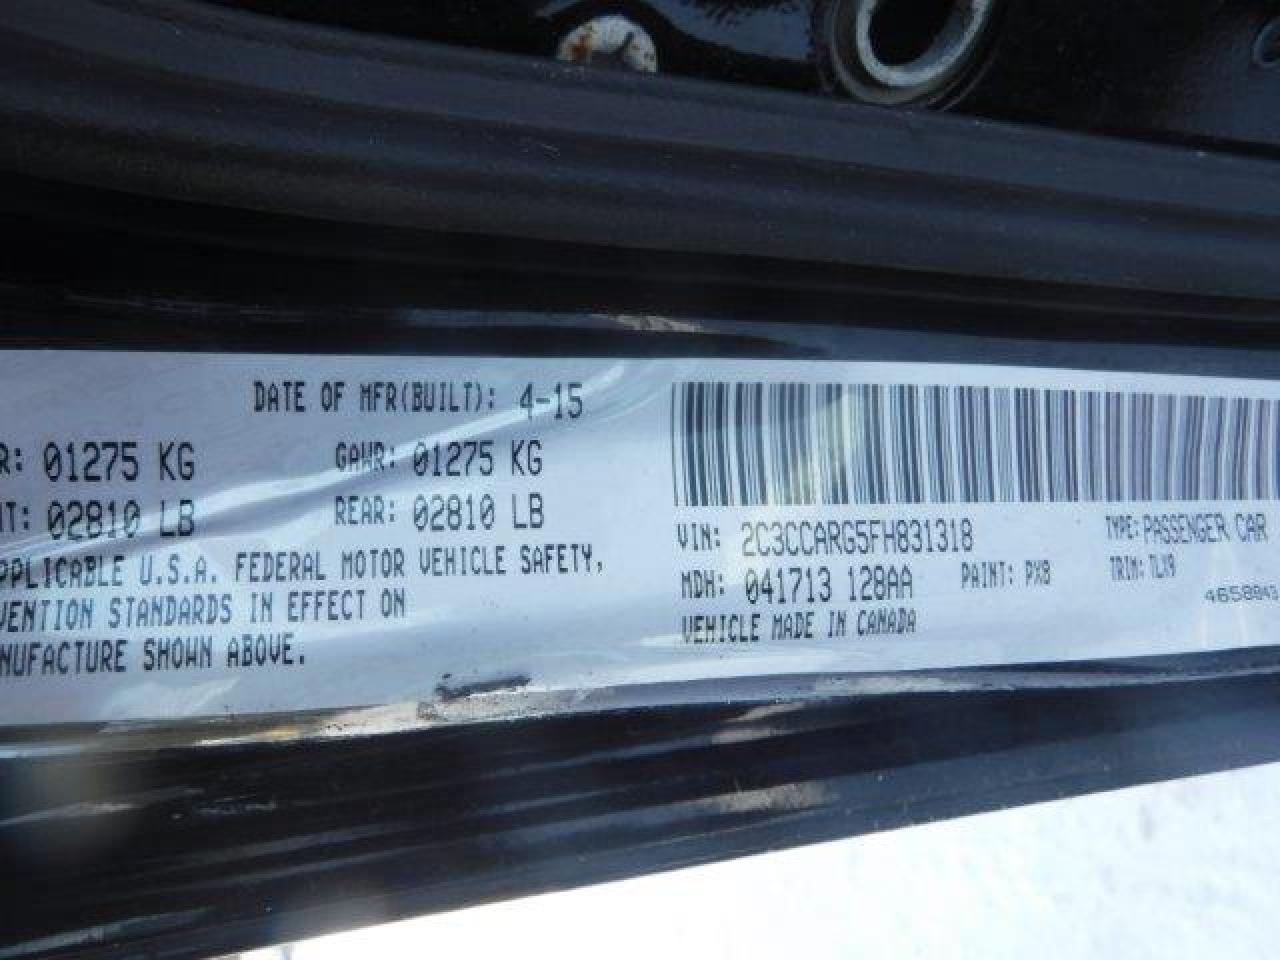 DATE OF MFR(BUILT): 4-15
R: 01275 KG GAWR: 01275 KG
NT: 02810 LB REAR: 02810 LB
PPLICABLE U.S.A. FEDERAL MOTOR VEHICLE SAFETY,
VENTION STANDARDS IN EFFECT ON
NUFACTURE SHOWN ABOVE.
VIN: 2C3CCARG5FH831318 TYPE: PASSENGER CAR
MDH: 041713 128AA PAINT: PX8 TRIM: TLX9
VEHICLE MADE IN CANADA